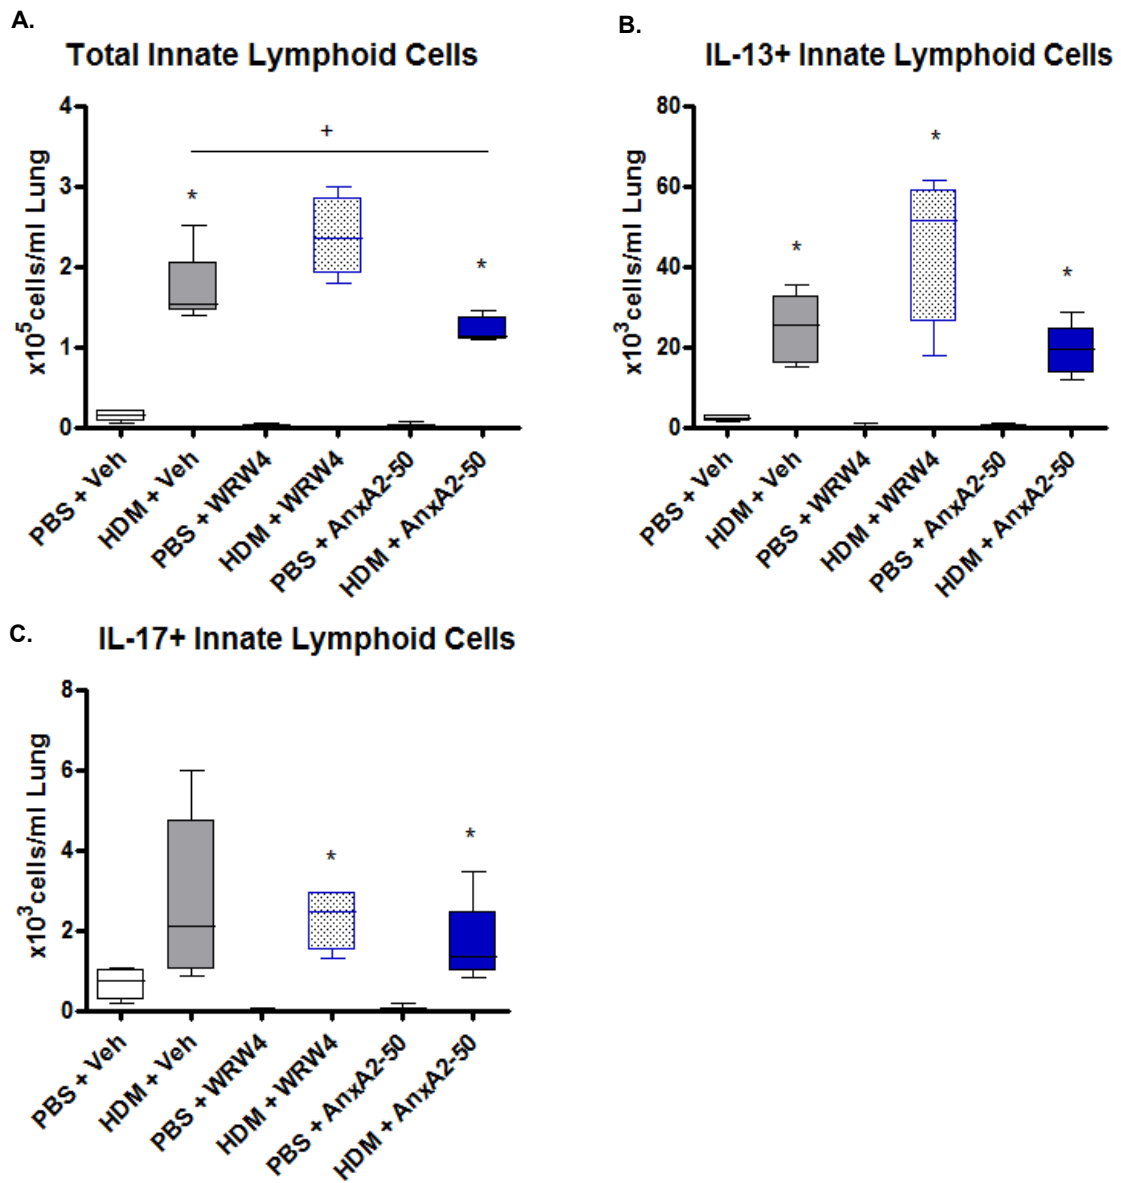 A.
Total Innate Lymphoid Cells
x10⁵cells/ml Lung
4
3
2
1
0
+
*
*
PBS + Veh
HDM + Veh
PBS + WRW4
HDM + WRW4
PBS + AnxA2-50
HDM + AnxA2-50
B.
IL-13+ Innate Lymphoid Cells
x10³cells/ml Lung
80
60
40
20
0
*
*
*
PBS + Veh
HDM + Veh
PBS + WRW4
HDM + WRW4
PBS + AnxA2-50
HDM + AnxA2-50
C.
IL-17+ Innate Lymphoid Cells
x10³cells/ml Lung
8
6
4
2
0
*
*
PBS + Veh
HDM + Veh
PBS + WRW4
HDM + WRW4
PBS + AnxA2-50
HDM + AnxA2-50